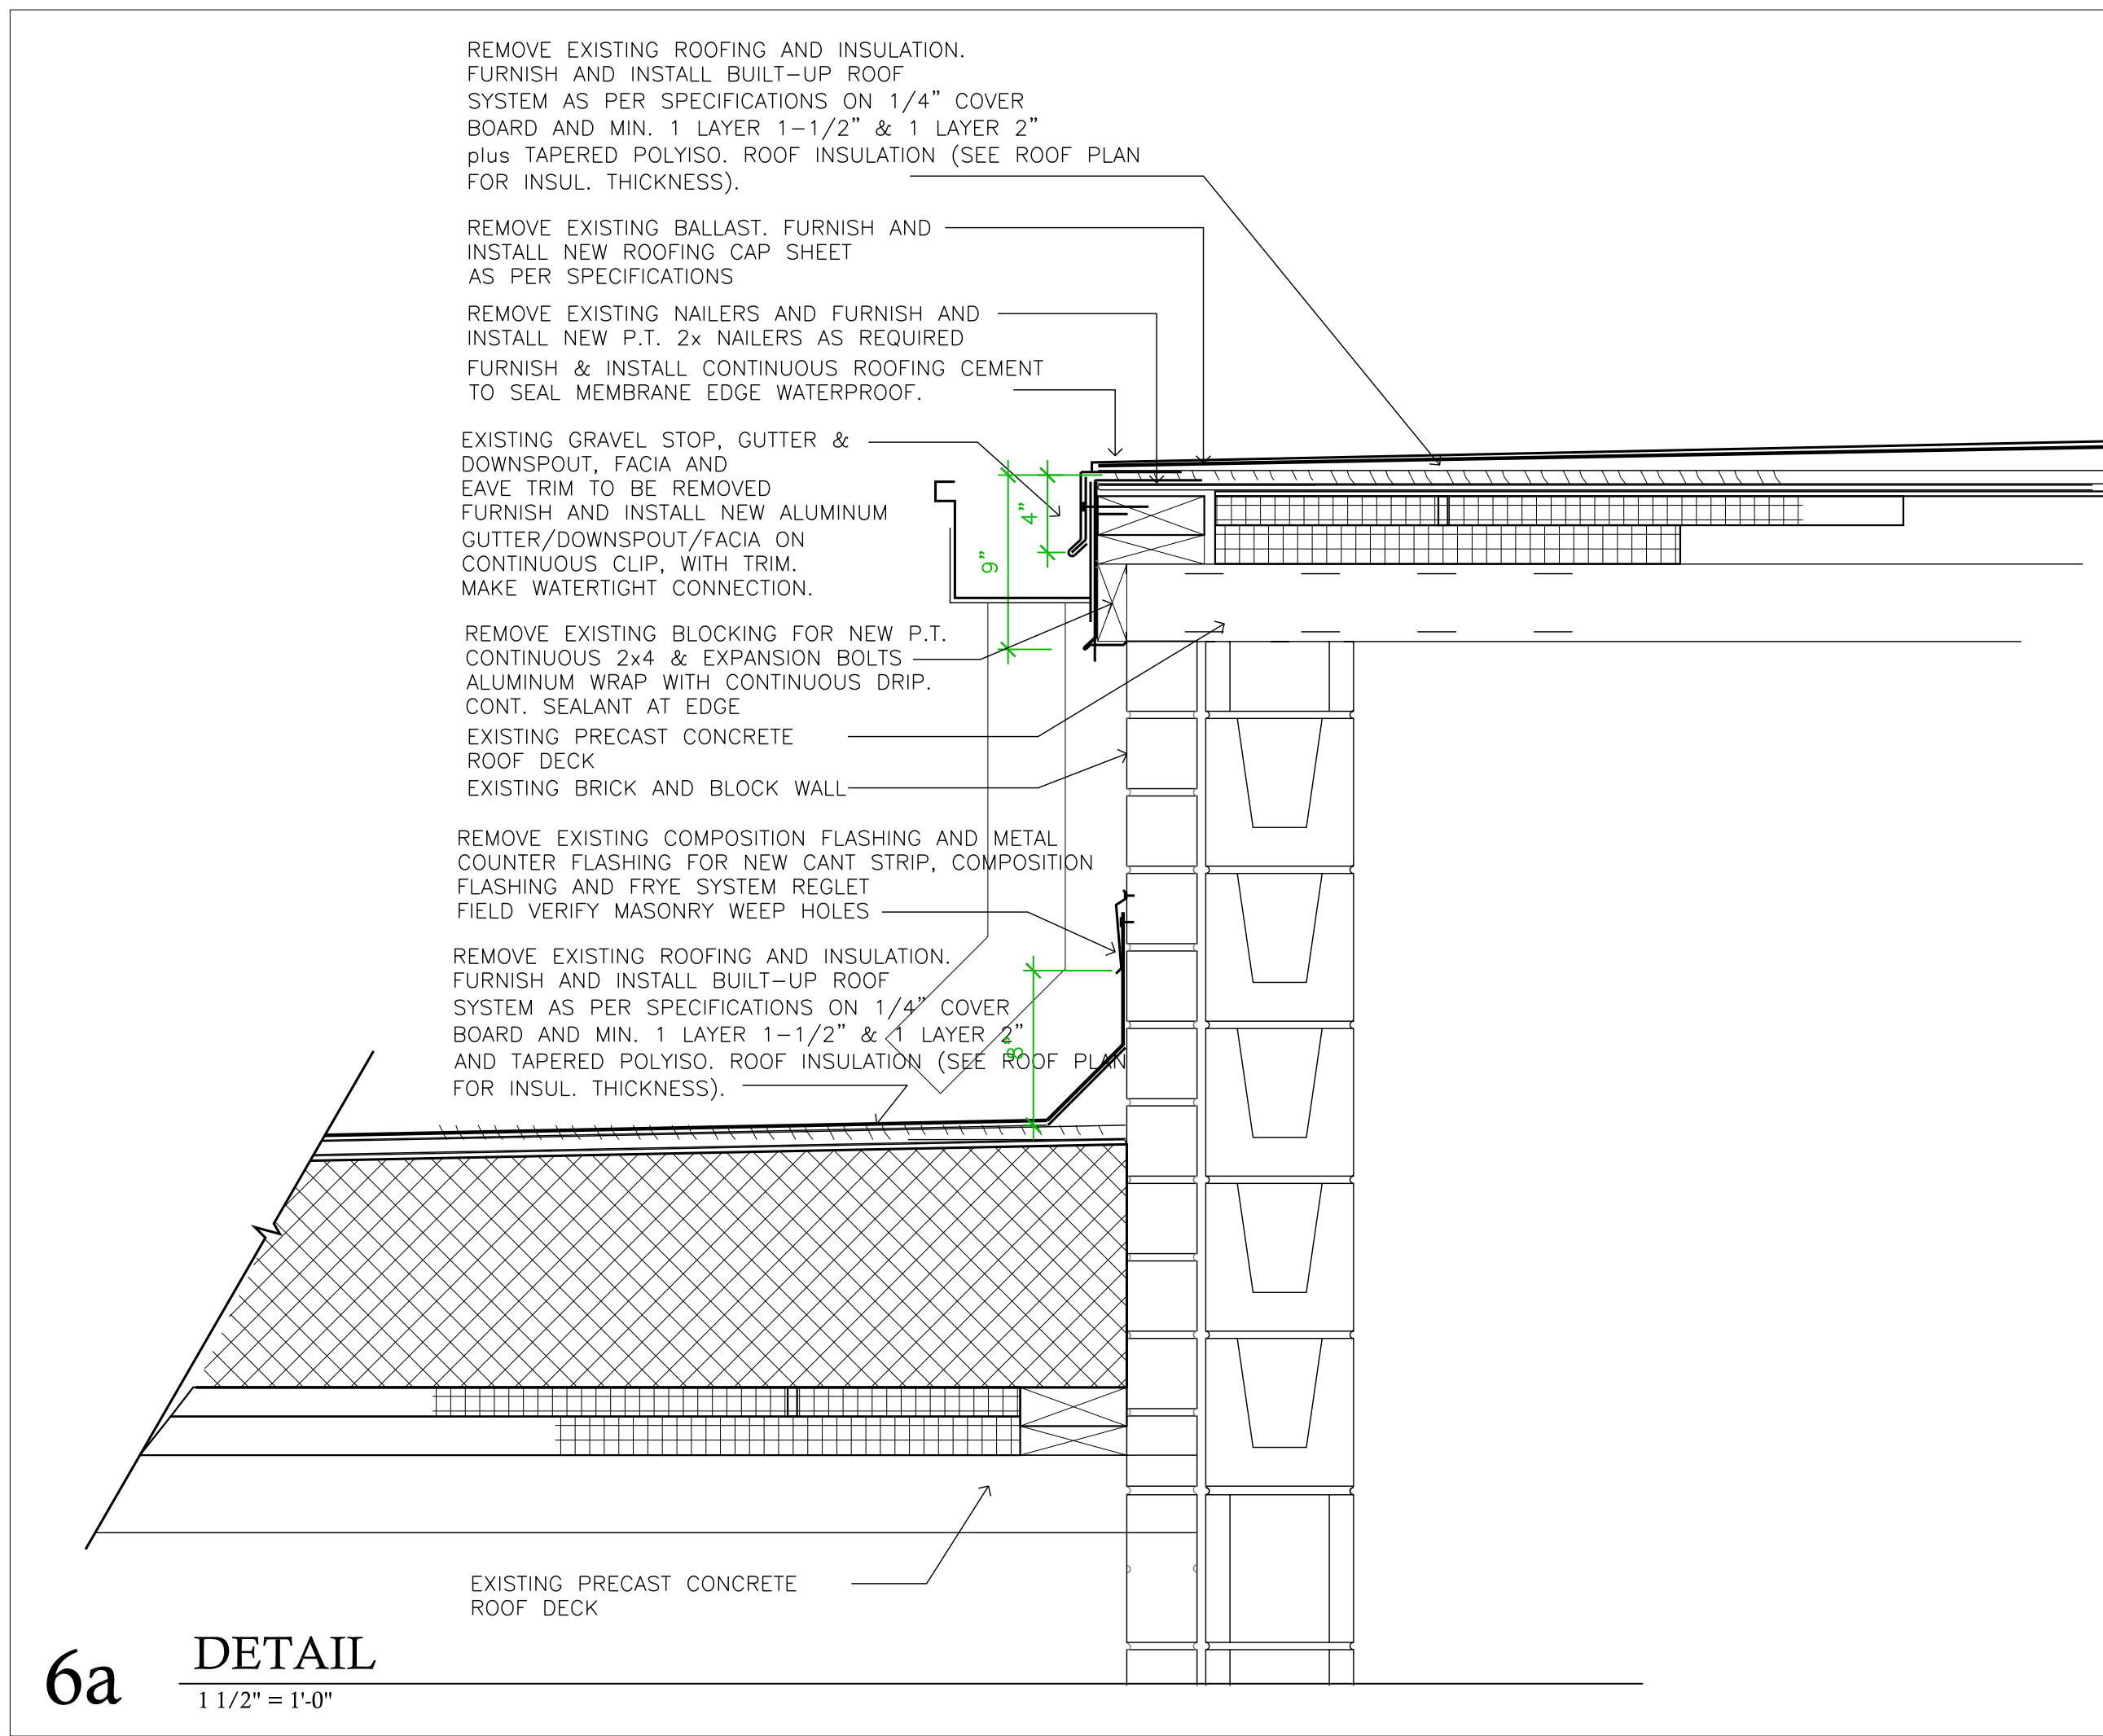 REMOVE EXISTING ROOFING AND INSULATION.
FURNISH AND INSTALL BUILT-UP ROOF
SYSTEM AS PER SPECIFICATIONS ON 1/4" COVER
BOARD AND MIN. 1 LAYER 1-1/2" & 1 LAYER 2"
plus TAPERED POLYISO. ROOF INSULATION (SEE ROOF PLAN
FOR INSUL. THICKNESS).
REMOVE EXISTING BALLAST. FURNISH AND
INSTALL NEW ROOFING CAP SHEET
AS PER SPECIFICATIONS
REMOVE EXISTING NAILERS AND FURNISH AND
INSTALL NEW P.T. 2x NAILERS AS REQUIRED
FURNISH & INSTALL CONTINUOUS ROOFING CEMENT
TO SEAL MEMBRANE EDGE WATERPROOF.
EXISTING GRAVEL STOP, GUTTER &
DOWNSPOUT, FACIA AND
EAVE TRIM TO BE REMOVED
FURNISH AND INSTALL NEW ALUMINUM
GUTTER/DOWNSPOUT/FACIA ON
CONTINUOUS CLIP, WITH TRIM.
MAKE WATERTIGHT CONNECTION.
4"
9"
REMOVE EXISTING BLOCKING FOR NEW P.T.
CONTINUOUS 2x4 & EXPANSION BOLTS
ALUMINUM WRAP WITH CONTINUOUS DRIP.
CONT. SEALANT AT EDGE
EXISTING PRECAST CONCRETE
ROOF DECK
EXISTING BRICK AND BLOCK WALL
REMOVE EXISTING COMPOSITION FLASHING AND METAL
COUNTER FLASHING FOR NEW CANT STRIP, COMPOSITION
FLASHING AND FRYE SYSTEM REGLET
FIELD VERIFY MASONRY WEEP HOLES
REMOVE EXISTING ROOFING AND INSULATION.
FURNISH AND INSTALL BUILT-UP ROOF
SYSTEM AS PER SPECIFICATIONS ON 1/4" COVER
BOARD AND MIN. 1 LAYER 1-1/2" & 1 LAYER 2"
AND TAPERED POLYISO. ROOF INSULATION (SEE ROOF PLAN
FOR INSUL. THICKNESS).
8"
EXISTING PRECAST CONCRETE
ROOF DECK
6a DETAIL
1 1/2" = 1'-0"